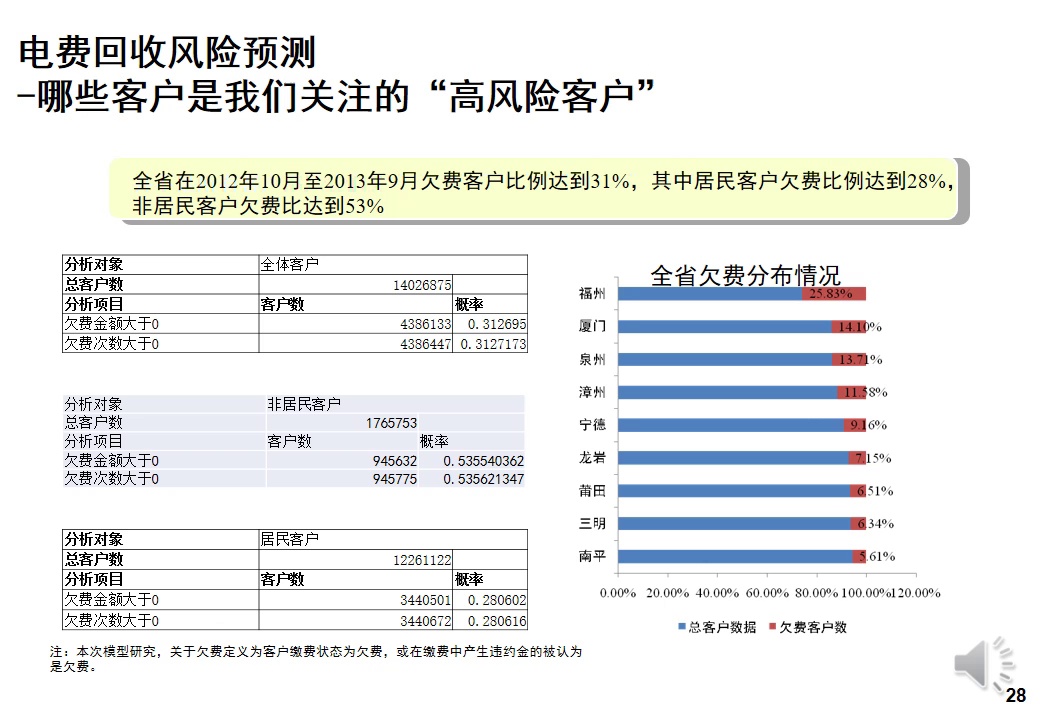 电费回收风险预测
-哪些客户是我们关注的“高风险客户”
全省在2012年10月至2013年9月欠费客户比例达到31%，其中居民客户欠费比例达到28%，
非居民客户欠费比达到53%
分析对象 全体客户
总客户数 14026875
分析项目 客户数 概率
欠费金额大于0 4386133 0.312695
欠费次数大于0 4386447 0.3127173
分析对象 非居民客户
总客户数 1765753
分析项目 客户数 概率
欠费金额大于0 945632 0.535540362
欠费次数大于0 945775 0.535621347
分析对象 居民客户
总客户数 12261122
分析项目 客户数 概率
欠费金额大于0 3440501 0.280602
欠费次数大于0 3440672 0.280616
注：本次模型研究，关于欠费定义为客户缴费状态为欠费，或在缴费中产生违约金的被认为
是欠费。
全省欠费分布情况
福州 25.83%
厦门 14.10%
泉州 13.71%
漳州 11.58%
宁德 9.16%
龙岩 7.15%
莆田 6.51%
三明 6.34%
南平 5.61%
0.00% 20.00% 40.00% 60.00% 80.00% 100.00% 120.00%
总客户数据 欠费客户数
28